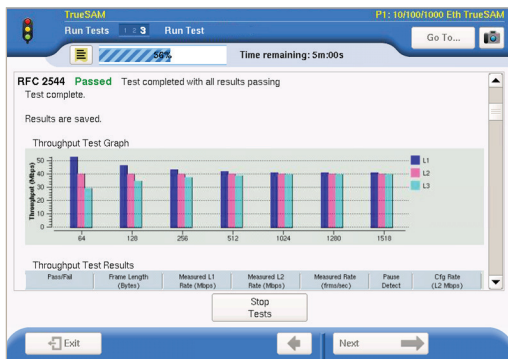 TrueSAM
P1: 10/100/1000 Eth TrueSAM
Run Tests 1 2 3 Run Test
Go To...
56%
Time remaining: 5m:00s
RFC 2544 Passed Test completed with all results passing
Test complete.
Results are saved.
Throughput Test Graph
Throughput (Mbps)
50
40
30
20
10
0
64 128 256 512 1024 1280 1518
L1
L2
L3
Throughput Test Results
Pass/Fail
Frame Length (Bytes)
Measured L1 Rate (Mbps)
Measured L2 Rate (Mbps)
Measured Rate (frms/sec)
Pause Detect
Cfg Rate (L2 Mbps)
Stop
Tests
Exit
Next